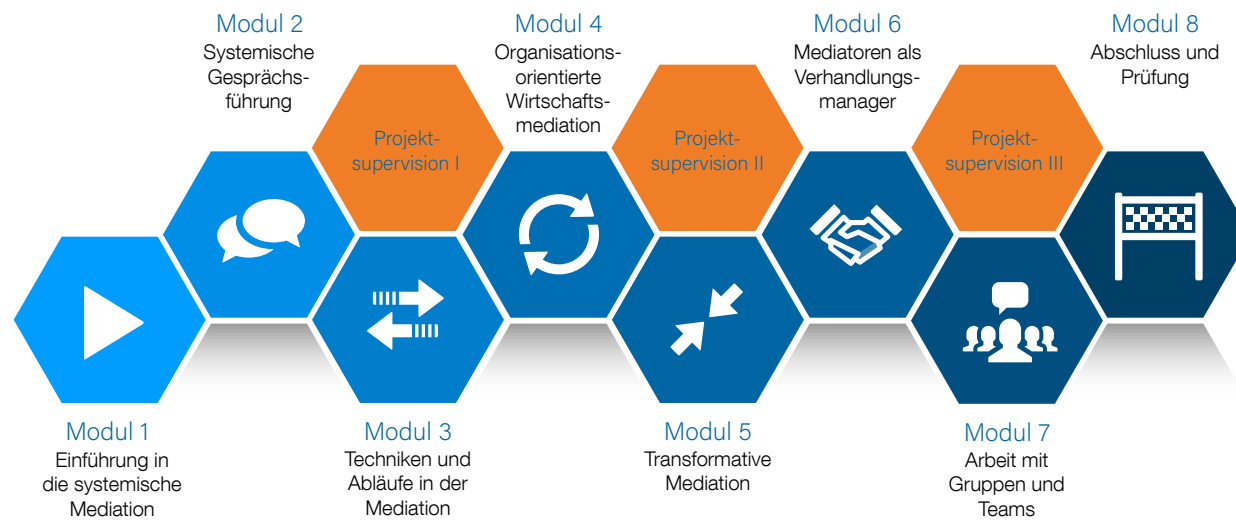 Modul 2
Systemische
Gesprächs-
führung
Modul 4
Organisations-
orientierte
Wirtschafts-
mediation
Modul 6
Mediatoren als
Verhandlungs-
manager
Modul 8
Abschluss und
Prüfung
Projekt-
supervision I
Projekt-
supervision II
Projekt-
supervision III
Modul 1
Einführung in
die systemische
Mediation
Modul 3
Techniken und
Abläufe in der
Mediation
Modul 5
Transformative
Mediation
Modul 7
Arbeit mit
Gruppen und
Teams